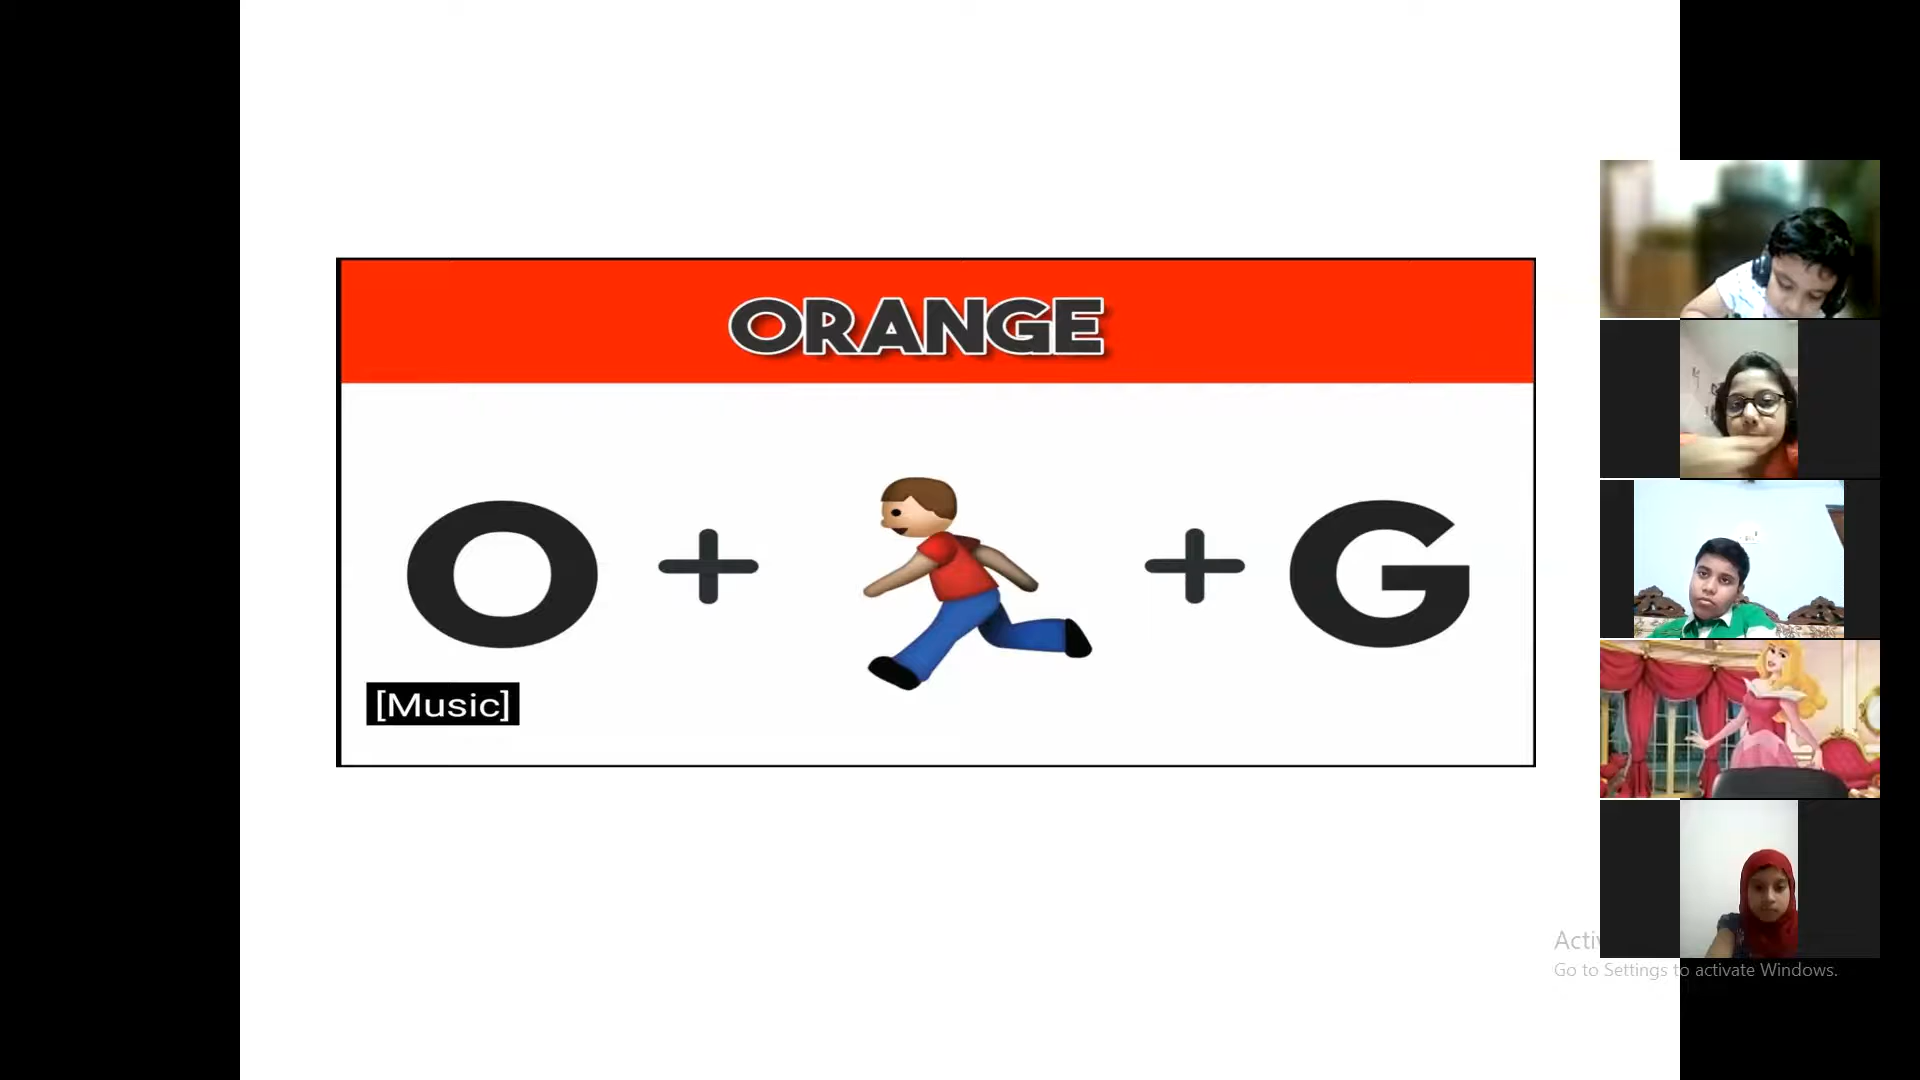 ORANGE
O + + G
[Music]
Acti
Go to Settings to activate Windows.